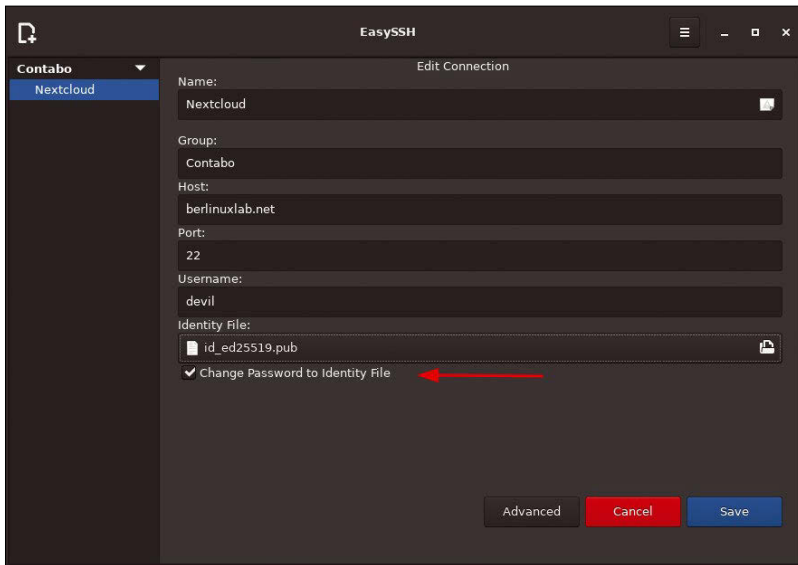 EasySSH
Contabo
Nextcloud
Edit Connection
Name:
Nextcloud
Group:
Contabo
Host:
berlinuxlab.net
Port:
22
Username:
devil
Identity File:
id_ed25519.pub
Change Password to Identity File
Advanced
Cancel
Save